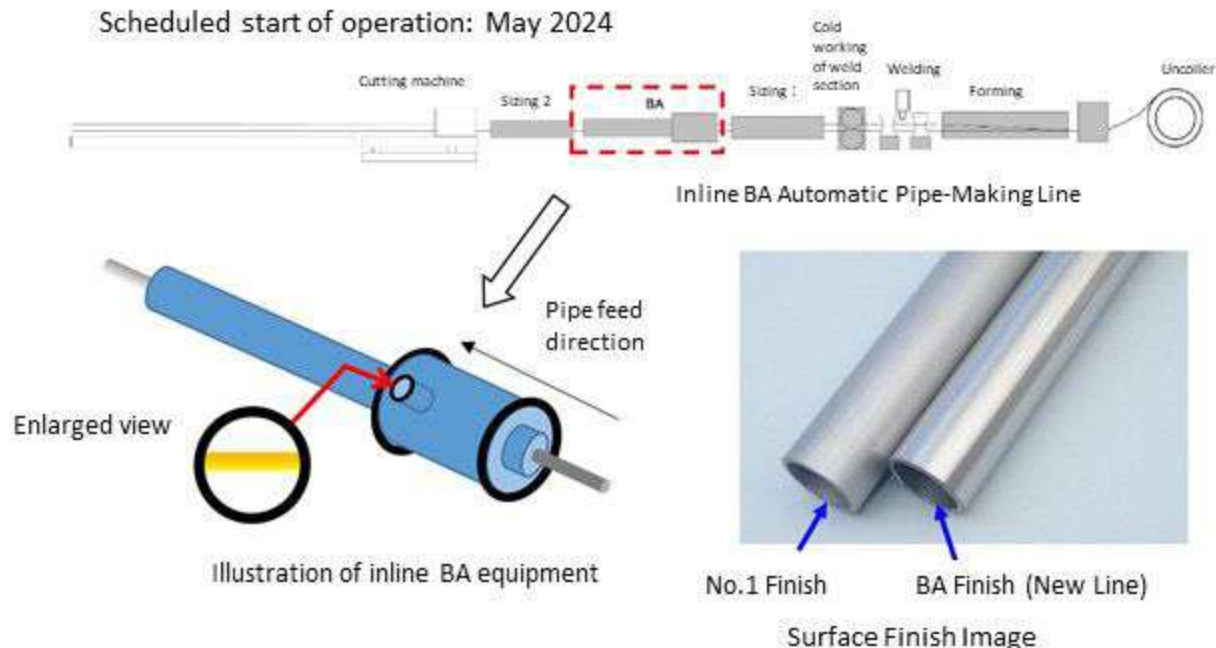 Scheduled start of operation: May 2024
Cold
working
of weld
section
Welding
Uncoiler
Cutting machine
Sizing 2
BA
Sizing :
Forming
Inline BA Automatic Pipe-Making Line
Pipe feed
direction
Enlarged view
Illustration of inline BA equipment
No.1 Finish
BA Finish (New Line)
Surface Finish Image